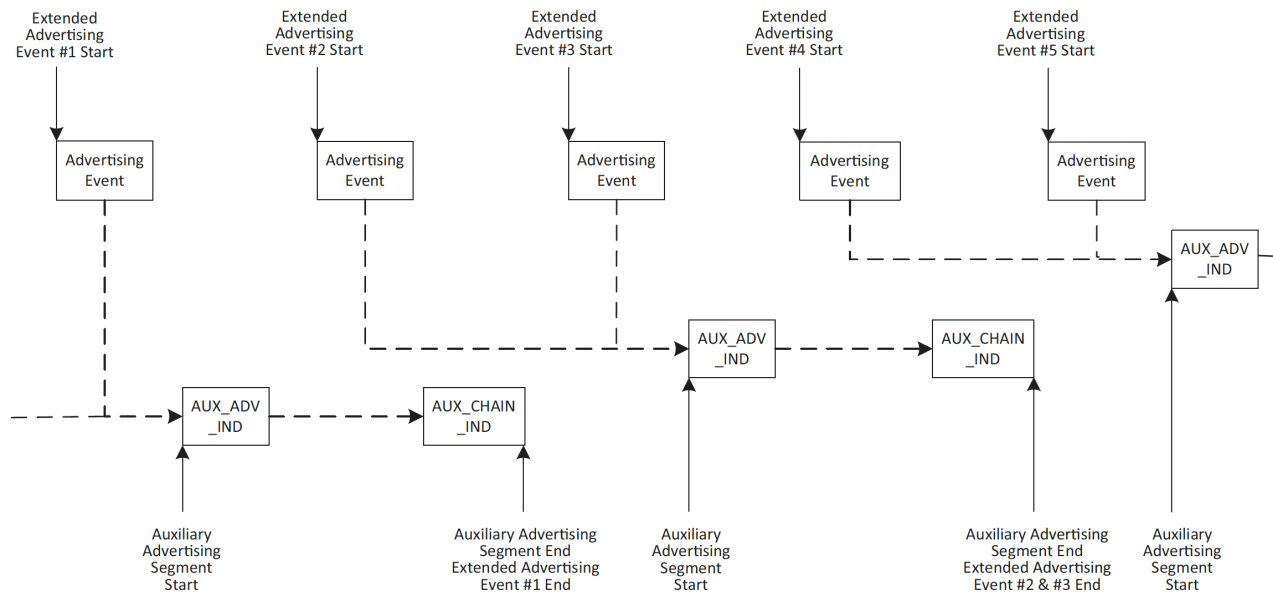 Extended
Advertising
Event #1 Start
Extended
Advertising
Event #2 Start
Extended
Advertising
Event #3 Start
Extended
Advertising
Event #4 Start
Extended
Advertising
Event #5 Start
Advertising
Event
Advertising
Event
Advertising
Event
Advertising
Event
Advertising
Event
AUX_ADV
_IND
AUX_ADV
_IND
AUX_CHAIN
_IND
AUX_ADV
_IND
AUX_CHAIN
_IND
Auxiliary
Advertising
Segment
Start
Auxiliary Advertising
Segment End
Extended Advertising
Event #1 End
Auxiliary
Advertising
Segment
Start
Auxiliary Advertising
Segment End
Extended Advertising
Event #2 & #3 End
Auxiliary
Advertising
Segment
Start